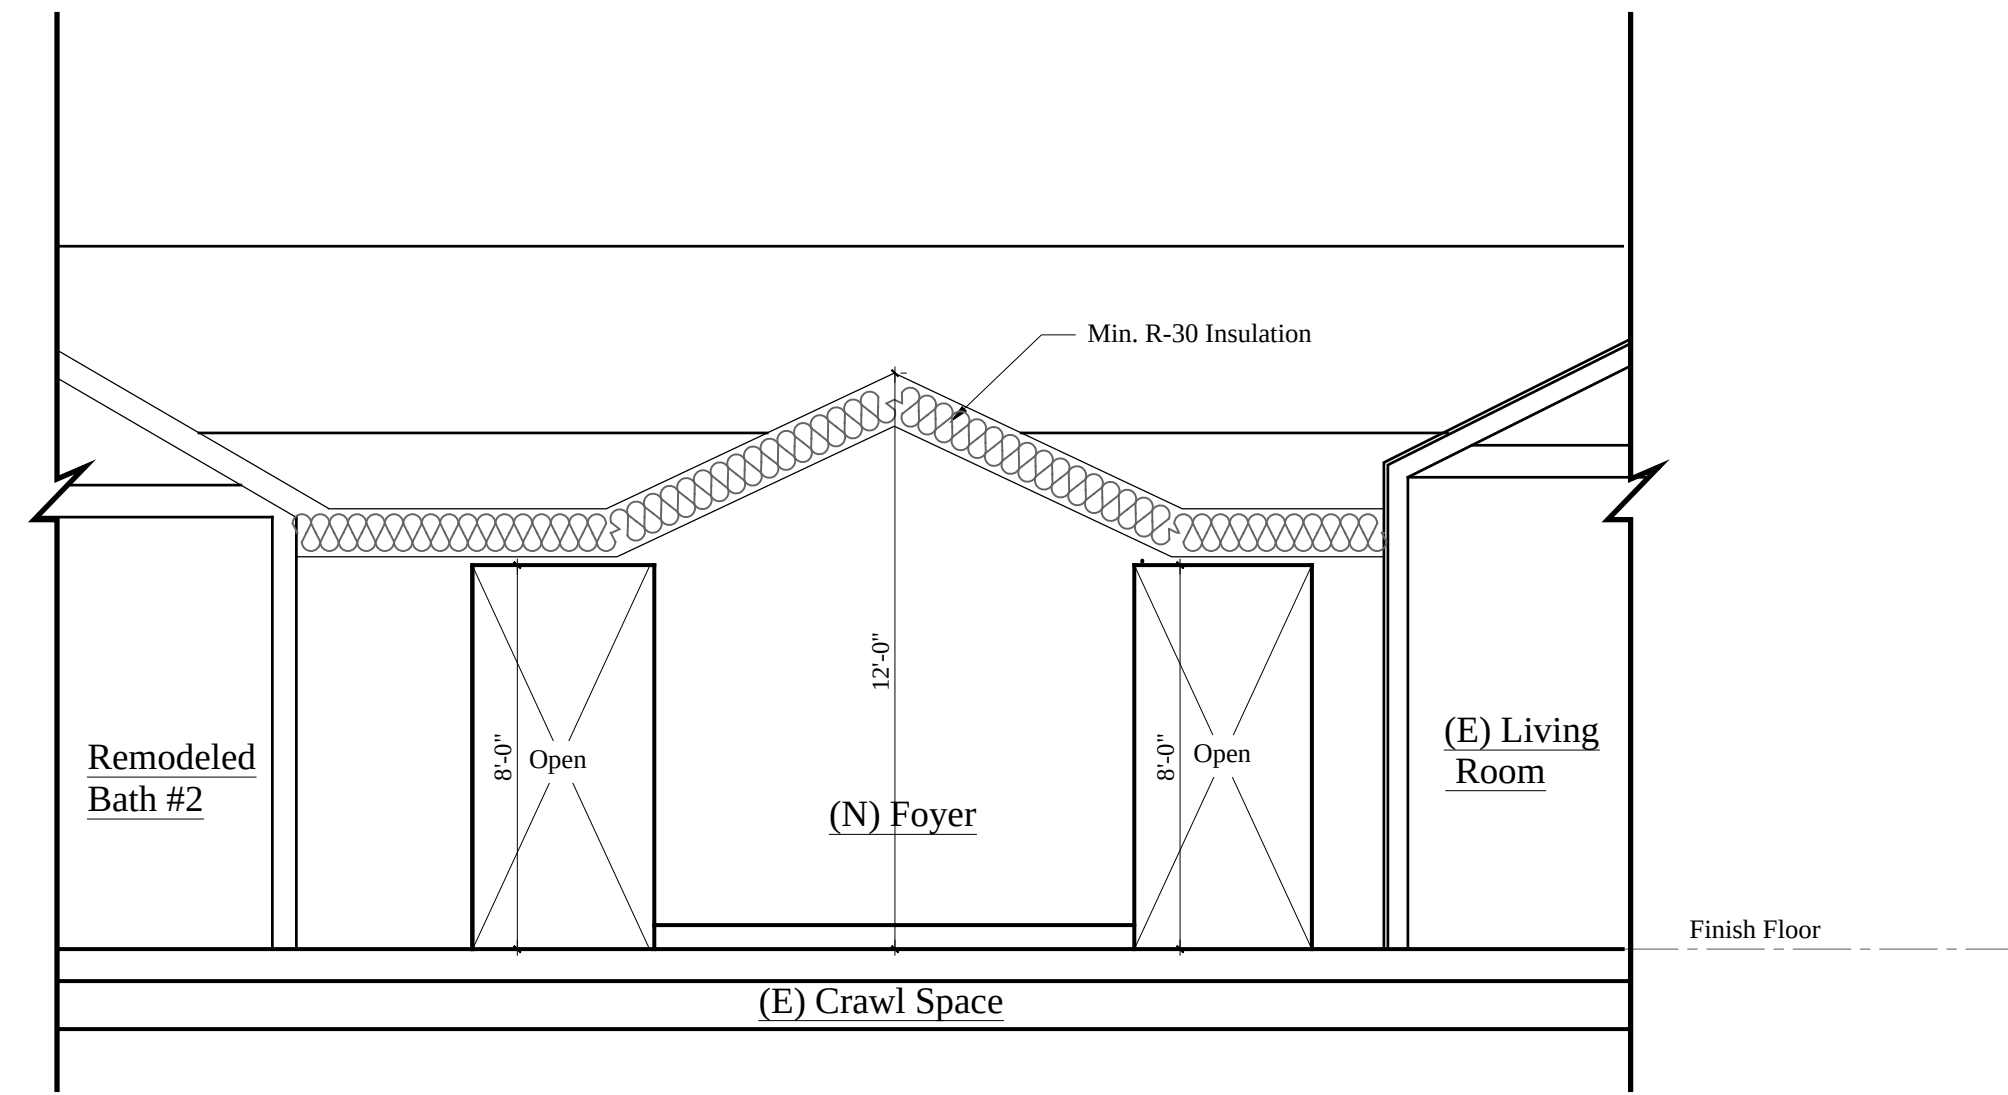 Min. R-30 Insulation
12'-0"
8'-0"
Open
8'-0"
Open
Remodeled
Bath #2
(N) Foyer
(E) Living
Room
Finish Floor
(E) Crawl Space